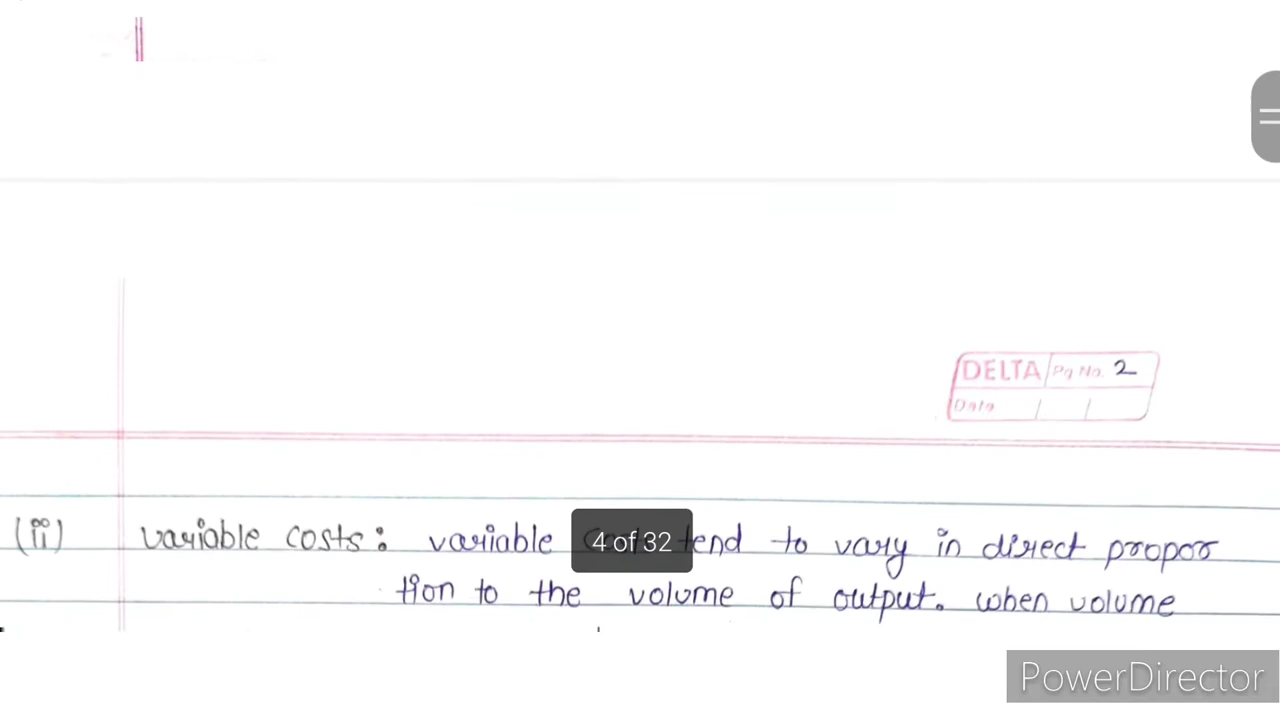 DELTA Pg No. 2
Date
(ii) variable costs: variable tend to vary in direct propor
4 of 32
tion to the volume of output. when volume
PowerDirector